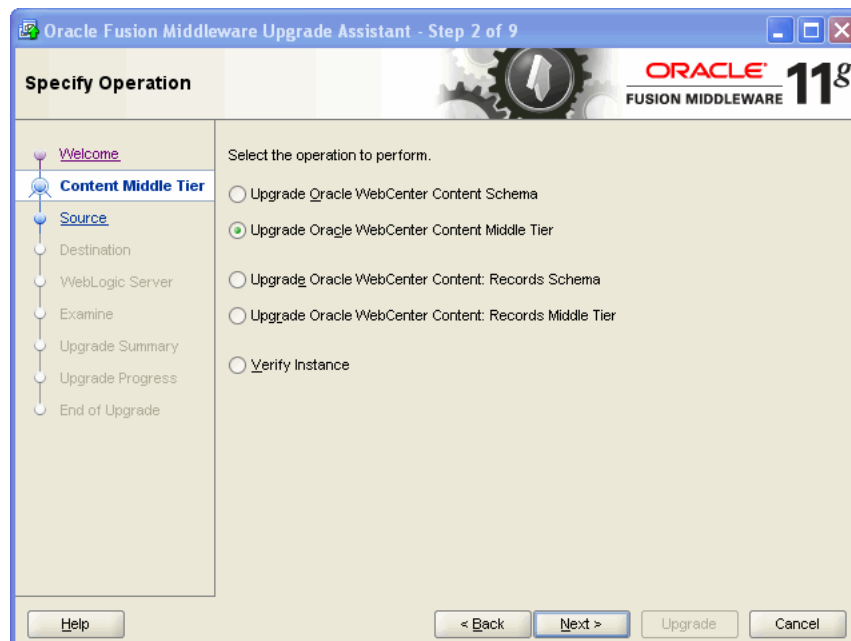 Oracle Fusion Middleware Upgrade Assistant - Step 2 of 9
Specify Operation
ORACLE
FUSION MIDDLEWARE 11g
Welcome
Content Middle Tier
Source
Destination
WebLogic Server
Examine
Upgrade Summary
Upgrade Progress
End of Upgrade
Select the operation to perform.
Upgrade Oracle WebCenter Content Schema
Upgrade Oracle WebCenter Content Middle Tier
Upgrade Oracle WebCenter Content: Records Schema
Upgrade Oracle WebCenter Content: Records Middle Tier
Verify Instance
Help
< Back
Next >
Upgrade
Cancel